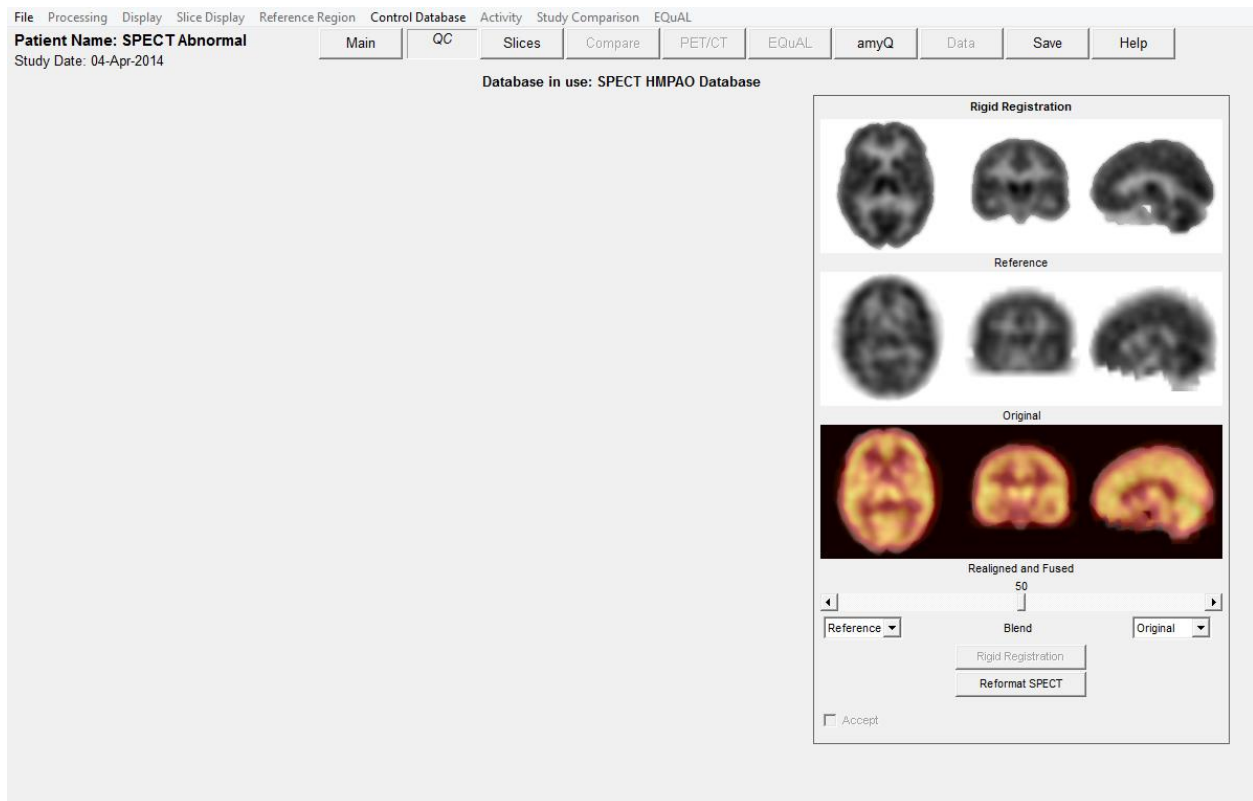 File Processing Display Slice Display Reference Region Control Database Activity Study Comparison EQuAL
Patient Name: SPECT Abnormal
Study Date: 04-Apr-2014
Main QC Slices Compare PET/CT EQuAL amyQ Data Save Help
Database in use: SPECT HMPAO Database
Rigid Registration
Reference
Original
Realigned and Fused
50
Reference Blend Original
Rigid Registration
Reformat SPECT
Accept